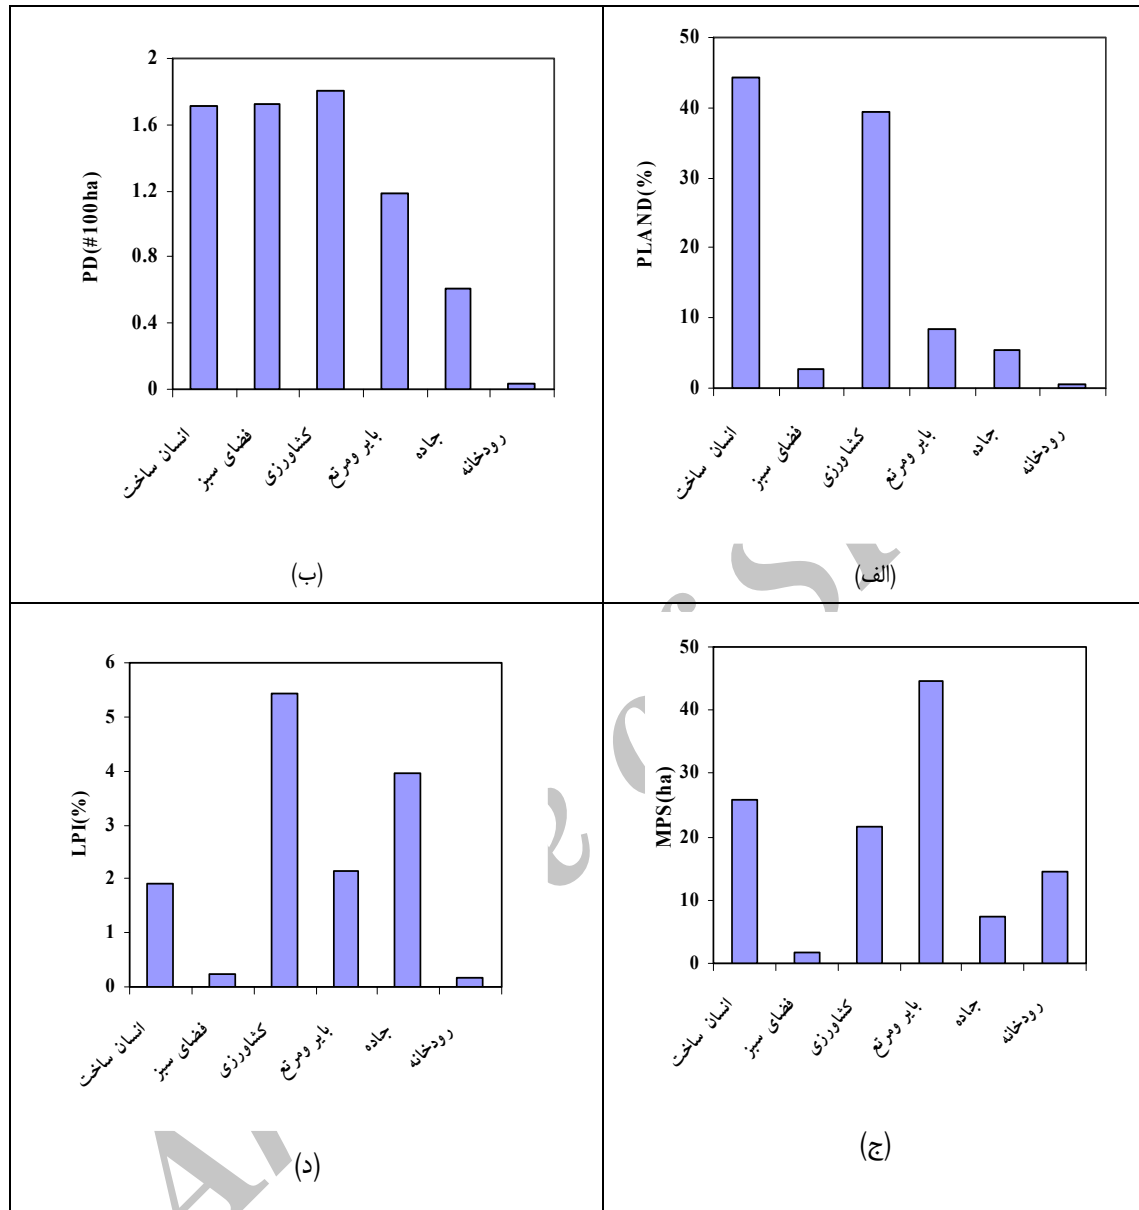 50
40
30
20
10
0
PLAND(%)
انسان ساخت
فضای سبز
کشاورزی
بایر ومرتع
جاده
رودخانه
(الف)
2
1.6
1.2
0.8
0.4
0
PD(#100ha)
انسان ساخت
فضای سبز
کشاورزی
بایر ومرتع
جاده
رودخانه
(ب)
50
40
30
20
10
0
MPS(ha)
انسان ساخت
فضای سبز
کشاورزی
بایر ومرتع
جاده
رودخانه
(ج)
6
5
4
3
2
1
0
LPI(%)
انسان ساخت
فضای سبز
کشاورزی
بایر ومرتع
جاده
رودخانه
(د)